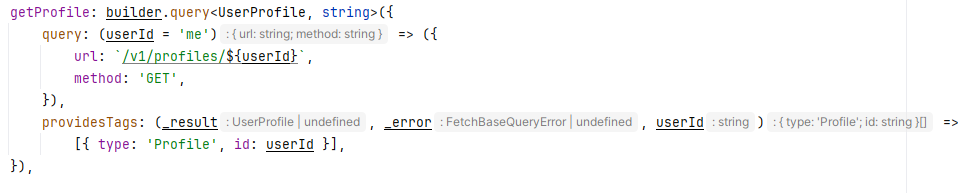 getProfile: builder.query<UserProfile, string>({
    query: (userId = 'me') : { url: string; method: string } => ({
        url: `/v1/profiles/${userId}`,
        method: 'GET',
    }),
    providesTags: (_result : UserProfile | undefined , _error : FetchBaseQueryError | undefined , userId : string ) : { type: 'Profile'; id: string }[] =>
        [{ type: 'Profile', id: userId }],
}),